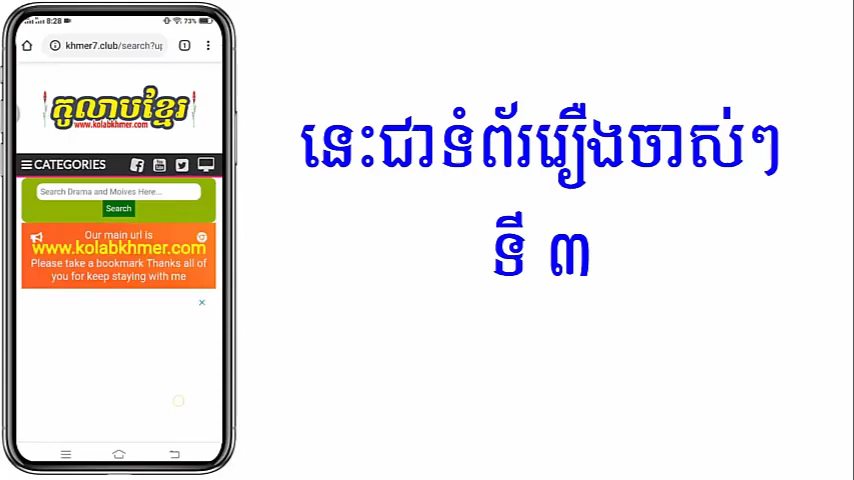 8:28
73%
khmer7.club/search?up
1
កូលាបខ្មែរ
www.kolabkhmer.com
CATEGORIES
Search Drama and Moives Here...
Search
Our main url is
www.kolabkhmer.com
Please take a bookmark Thanks all of
you for keep staying with me
នេះជាទំព័ររឿងចាស់ៗ
ទី ៣